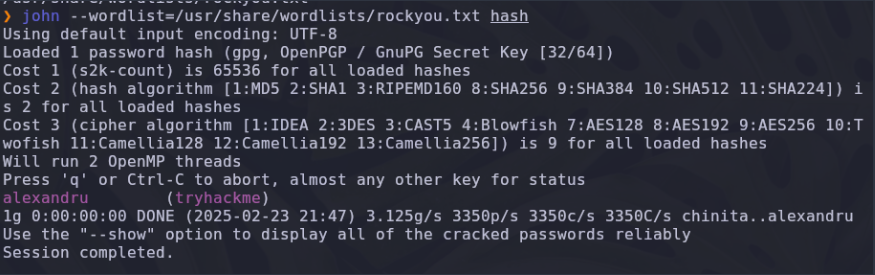 ❯ john --wordlist=/usr/share/wordlists/rockyou.txt hash
Using default input encoding: UTF-8
Loaded 1 password hash (gpg, OpenPGP / GnuPG Secret Key [32/64])
Cost 1 (s2k-count) is 65536 for all loaded hashes
Cost 2 (hash algorithm [1:MD5 2:SHA1 3:RIPEMD160 8:SHA256 9:SHA384 10:SHA512 11:SHA224]) i
s 2 for all loaded hashes
Cost 3 (cipher algorithm [1:IDEA 2:3DES 3:CAST5 4:Blowfish 7:AES128 8:AES192 9:AES256 10:T
wofish 11:Camellia128 12:Camellia192 13:Camellia256]) is 9 for all loaded hashes
Will run 2 OpenMP threads
Press 'q' or Ctrl-C to abort, almost any other key for status
alexandru        (tryhackme)
1g 0:00:00:00 DONE (2025-02-23 21:47) 3.125g/s 3350p/s 3350c/s 3350C/s chinita..alexandru
Use the "--show" option to display all of the cracked passwords reliably
Session completed.